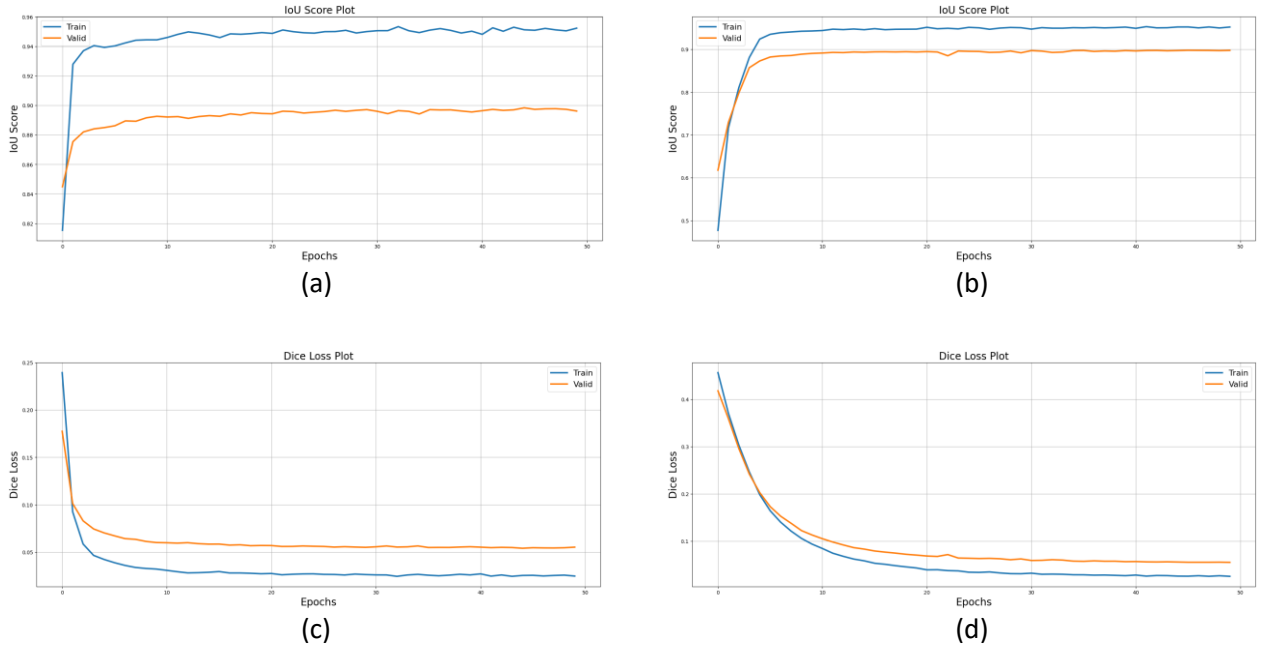 IoU Score Plot
Train
Valid
0.96
0.94
0.92
0.90
0.88
0.86
0.84
0.82
IoU Score
0
10
20
30
40
50
Epochs
(a)
IoU Score Plot
Train
Valid
0.9
0.8
0.7
0.6
0.5
IoU Score
0
10
20
30
40
50
Epochs
(b)
Dice Loss Plot
Train
Valid
0.25
0.20
0.15
0.10
0.05
Dice Loss
0
10
20
30
40
50
Epochs
(c)
Dice Loss Plot
Train
Valid
0.4
0.3
0.2
0.1
Dice Loss
0
10
20
30
40
50
Epochs
(d)